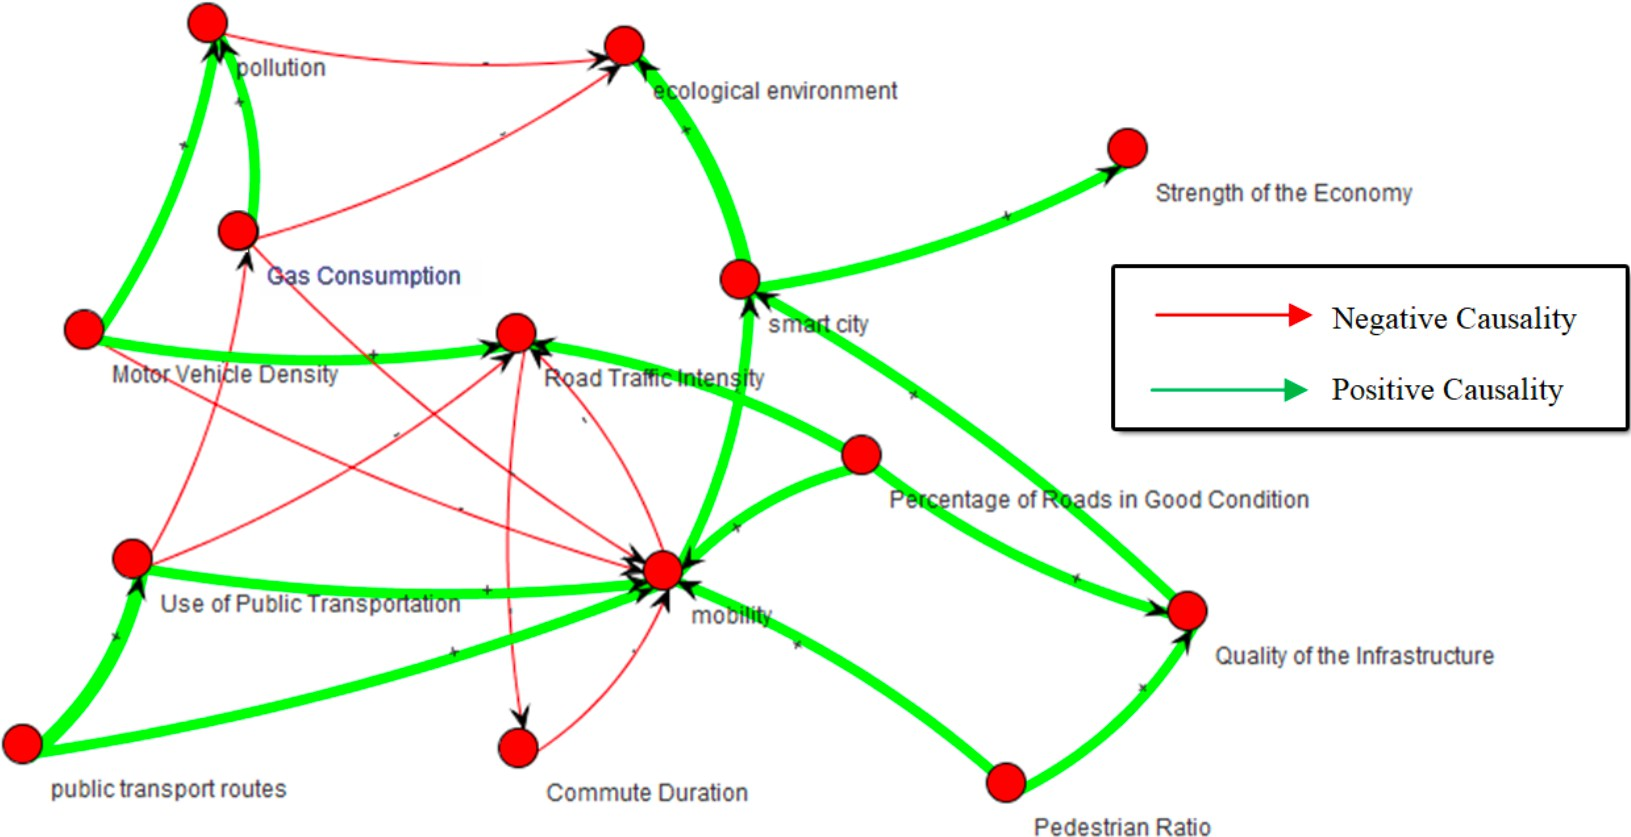 pollution
ecological environment
Strength of the Economy
Gas Consumption
smart city
Negative Causality
Motor Vehicle Density
Road Traffic Intensity
Positive Causality
Percentage of Roads in Good Condition
Use of Public Transportation
mobility
Quality of the Infrastructure
public transport routes
Commute Duration
Pedestrian Ratio